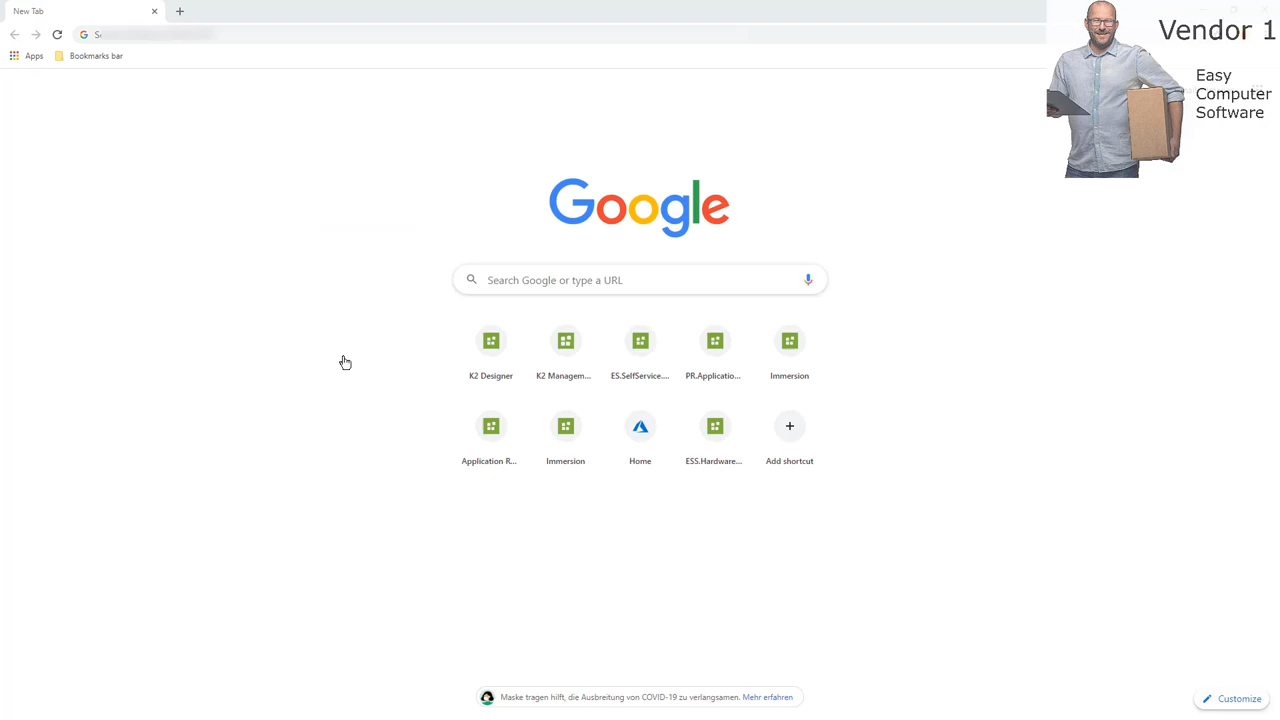 New Tab
Vendor 1
Apps
Bookmarks bar
Easy
Computer
Software
Google
Search Google or type a URL
K2 Designer
K2 Managem...
ES.SelfService....
PR.Applicatio...
Immersion
Application R...
Immersion
Home
ESS.Hardware...
Add shortcut
Maske tragen hilft, die Ausbreitung von COVID-19 zu verlangsamen. Mehr erfahren
Customize